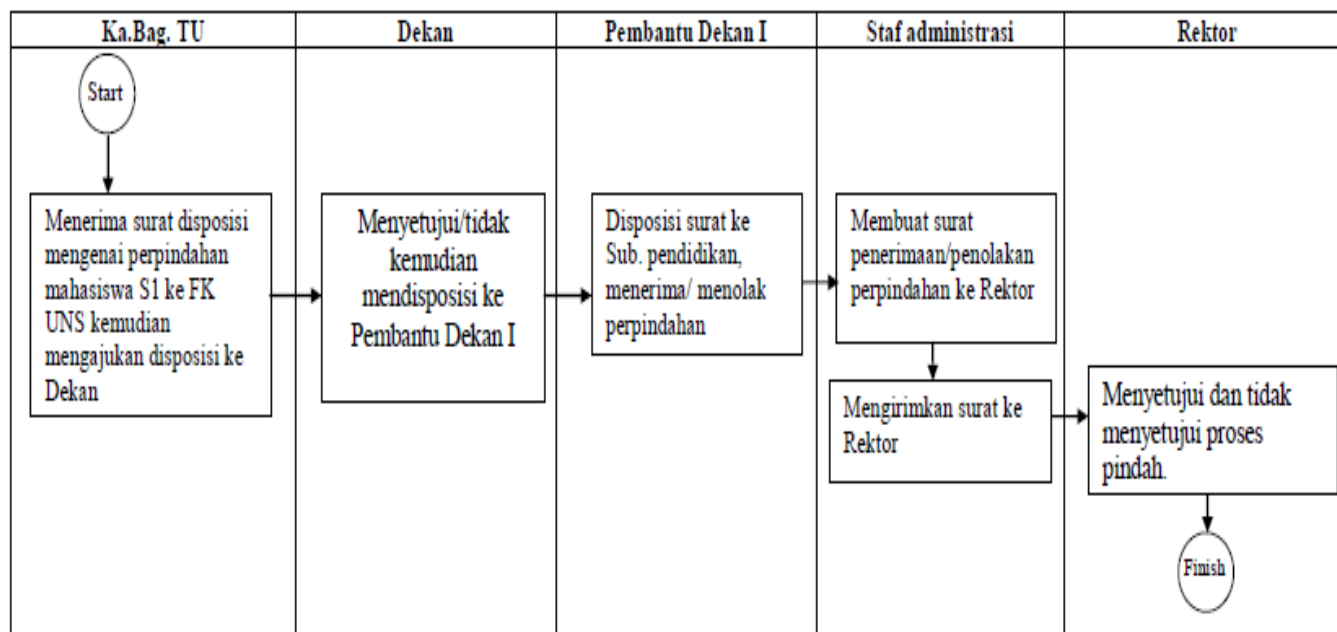 Ka.Bag. TU
Dekan
Pembantu Dekan I
Staf administrasi
Rektor
Start
Menerima surat disposisi
mengenai perpindahan
mahasiswa S1 ke FK
UNS kemudian
mengajukan disposisi ke
Dekan
Menyetujui/tidak
kemudian
mendisposisi ke
Pembantu Dekan I
Disposisi surat ke
Sub. pendidikan,
menerima/ menolak
perpindahan
Membuat surat
penerimaan/penolakan
perpindahan ke Rektor
Mengirimkan surat ke
Rektor
Menyetujui dan tidak
menyetujui proses
pindah.
Finish